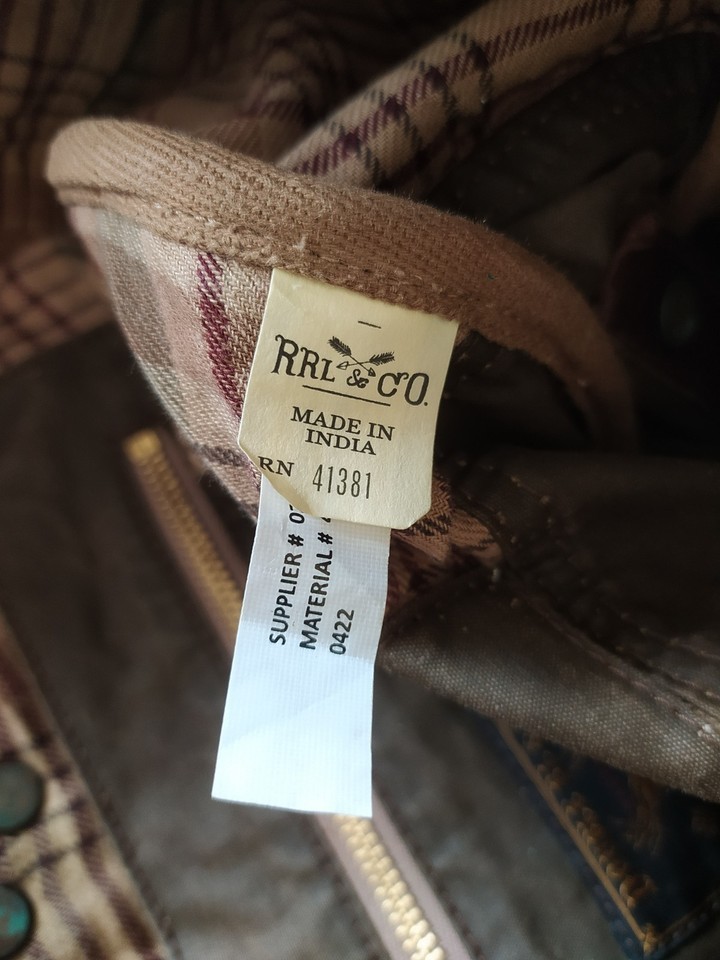 RRL & CO.
MADE IN
INDIA
RN 41381
SUPPLIER #
MATERIAL #
0422